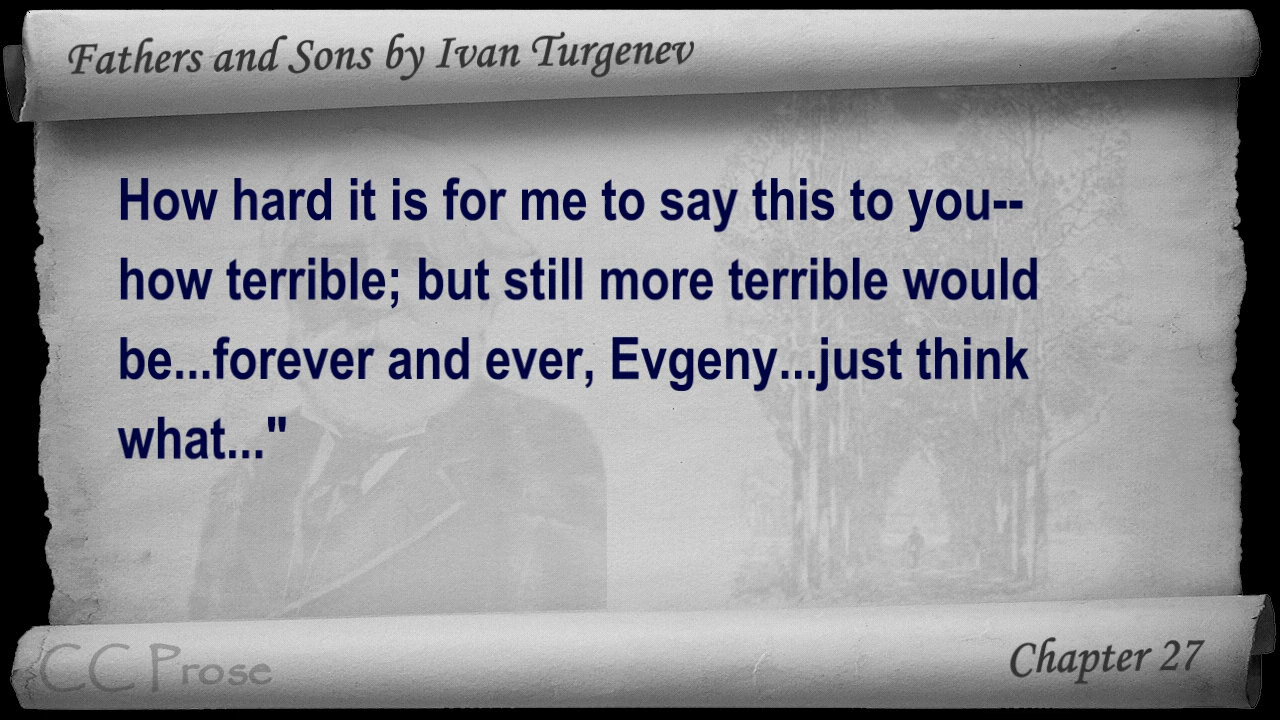 Fathers and Sons by Ivan Turgenev
How hard it is for me to say this to you--
how terrible; but still more terrible would
be...forever and ever, Evgeny...just think
what..."
CC Prose
Chapter 27